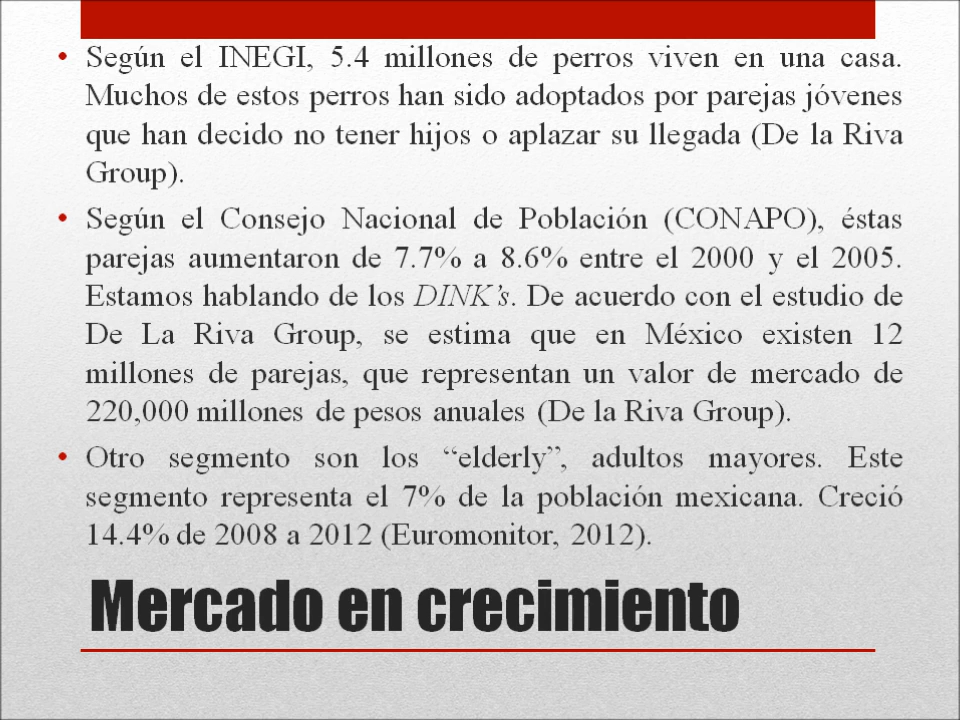 • Según el INEGI, 5.4 millones de perros viven en una casa.
Muchos de estos perros han sido adoptados por parejas jóvenes
que han decido no tener hijos o aplazar su llegada (De la Riva
Group).
• Según el Consejo Nacional de Población (CONAPO), éstas
parejas aumentaron de 7.7% a 8.6% entre el 2000 y el 2005.
Estamos hablando de los DINK’s. De acuerdo con el estudio de
De La Riva Group, se estima que en México existen 12
millones de parejas, que representan un valor de mercado de
220,000 millones de pesos anuales (De la Riva Group).
• Otro segmento son los “elderly”, adultos mayores. Este
segmento representa el 7% de la población mexicana. Creció
14.4% de 2008 a 2012 (Euromonitor, 2012).
Mercado en crecimiento